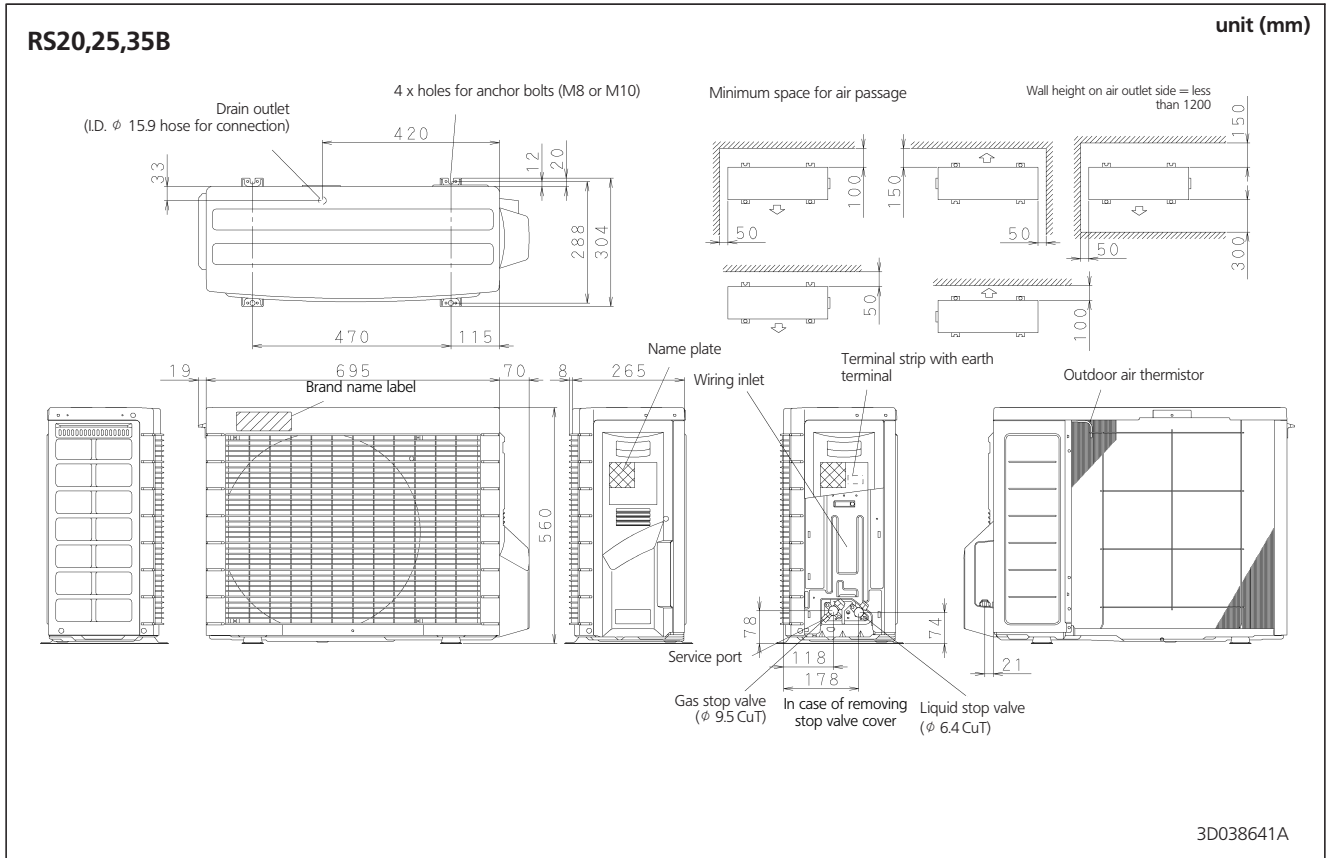 unit (mm)
RS20,25,35B
4 x holes for anchor bolts (M8 or M10)
Drain outlet
(I.D. φ 15.9 hose for connection)
420
33
12
20
288
304
470
115
Minimum space for air passage
Wall height on air outlet side = less
than 1200
100
50
150
50
150
50
300
50
100
19
695
70
Brand name label
560
8
265
Name plate
Wiring inlet
Terminal strip with earth
terminal
Outdoor air thermistor
78
74
118
178
21
Service port
Gas stop valve
(φ 9.5 CuT)
In case of removing
stop valve cover
Liquid stop valve
(φ 6.4 CuT)
3D038641A